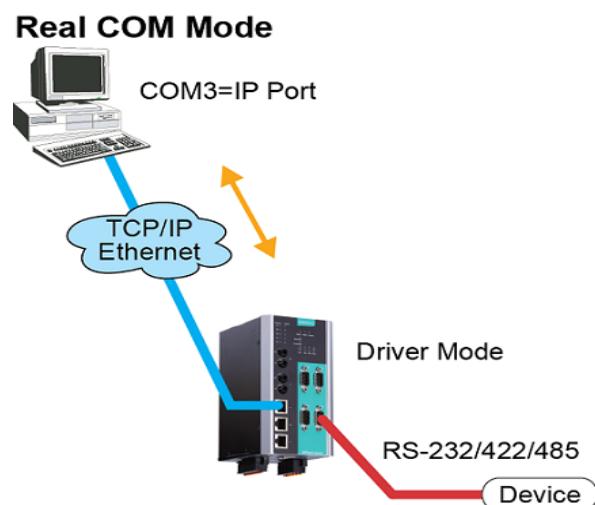 Real COM Mode
COM3=IP Port
TCP/IP
Ethernet
Driver Mode
RS-232/422/485
Device